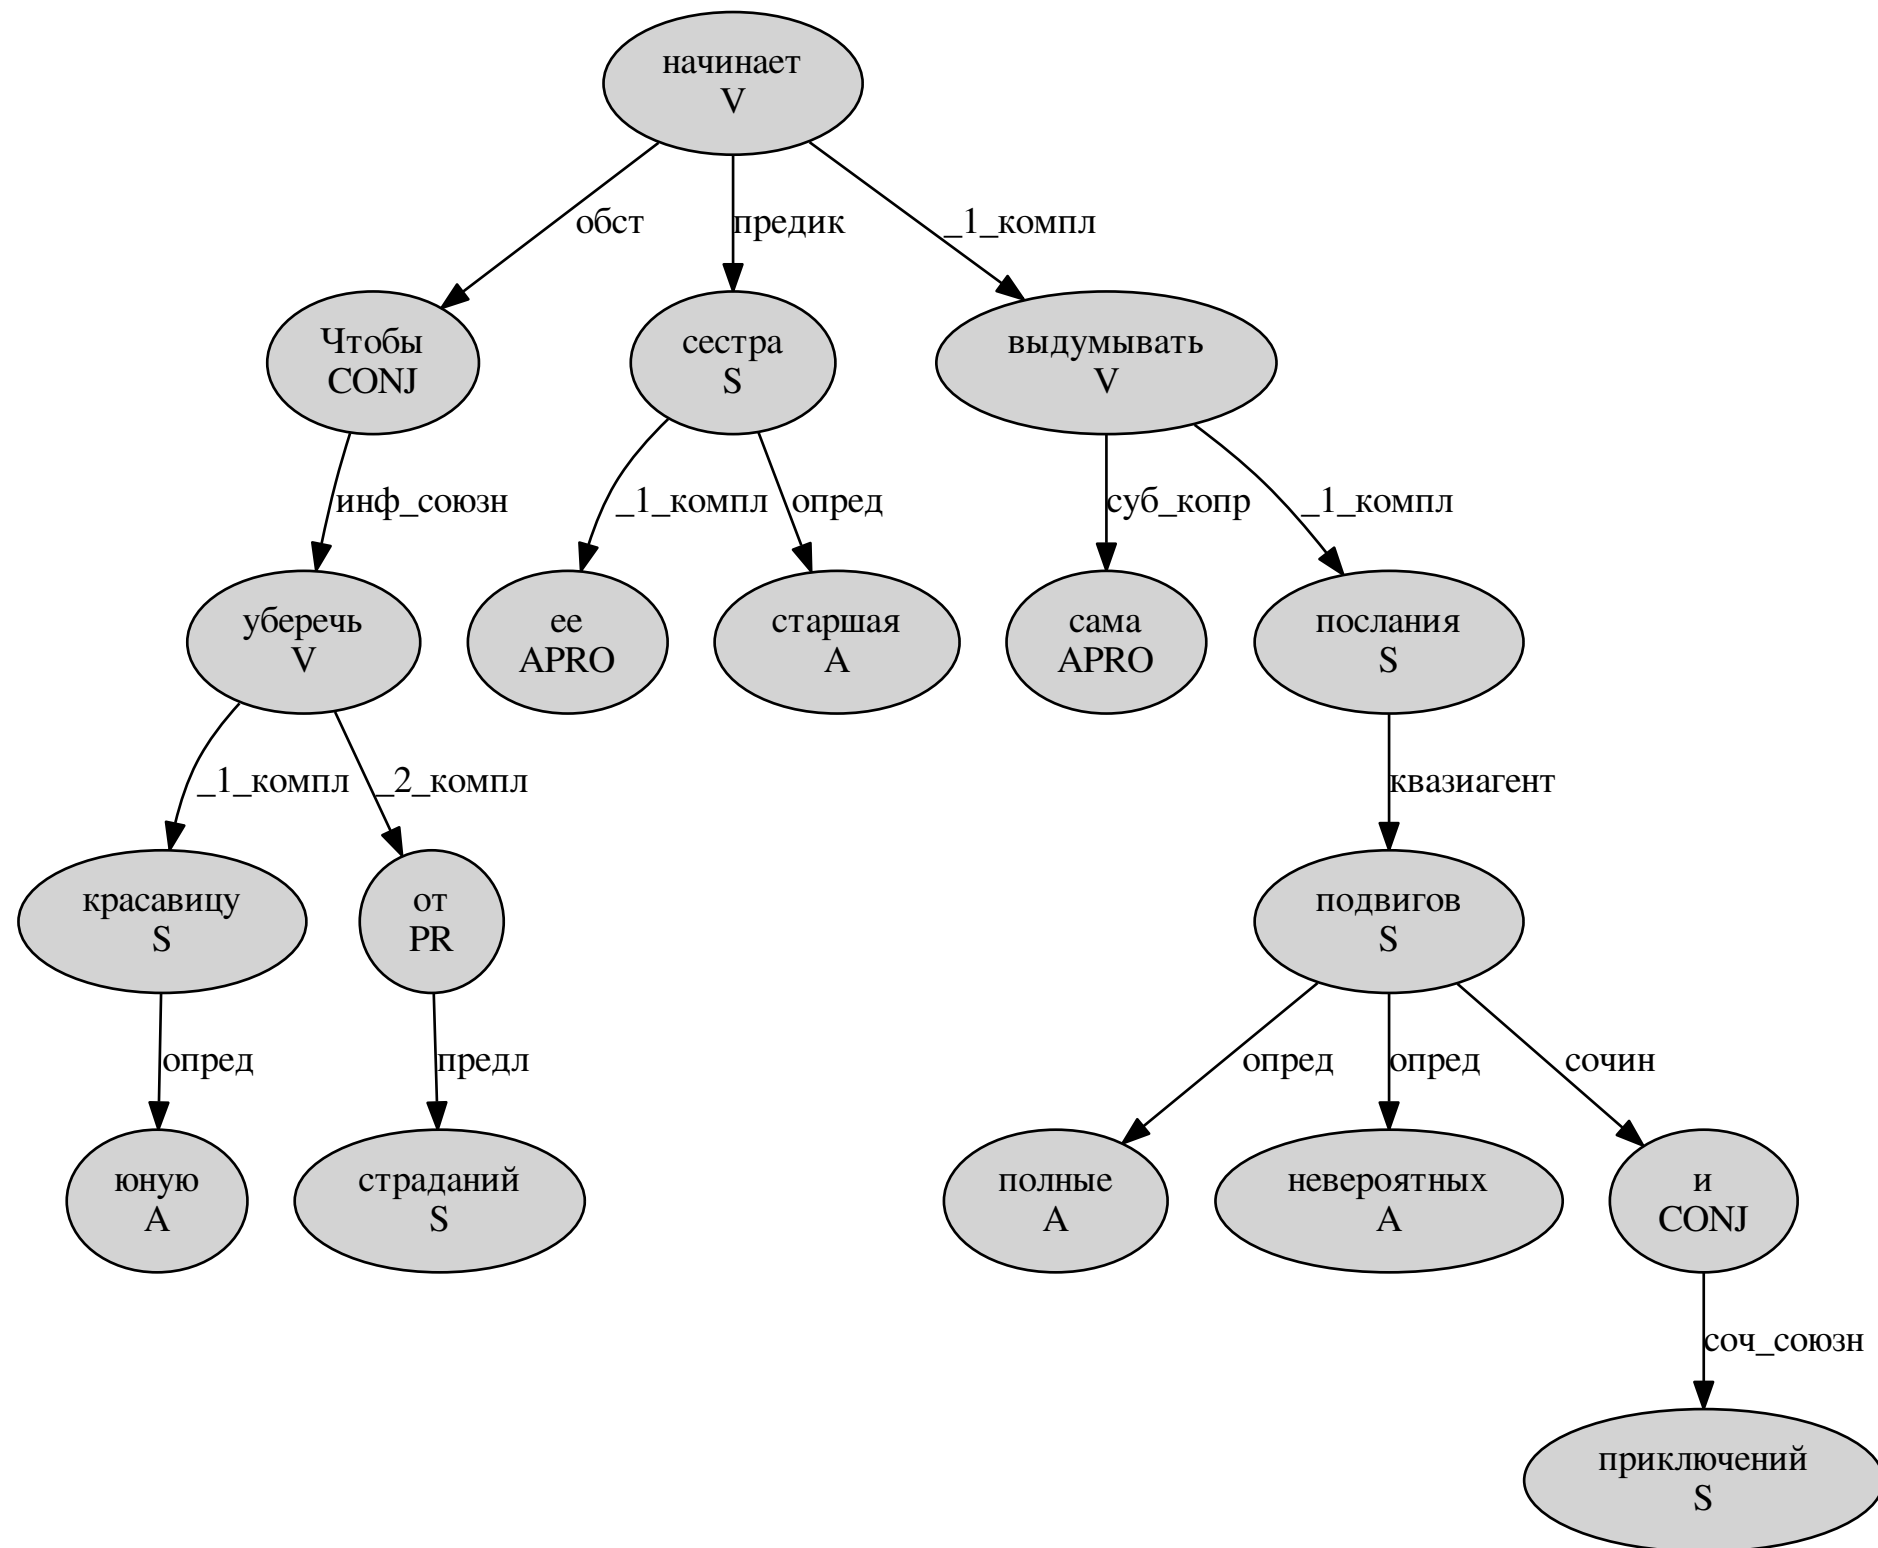 начинает
V
обст
предик
_1_компл
Чтобы
CONJ
сестра
S
выдумывать
V
инф_союзн
_1_компл
опред
суб_копр
_1_компл
уберечь
V
ее
APRO
старшая
A
сама
APRO
послания
S
_1_компл
_2_компл
квазиагент
красавицу
S
от
PR
подвигов
S
опред
предл
опред
опред
сочин
юную
A
страданий
S
полные
A
невероятных
A
и
CONJ
соч_союзн
приключений
S